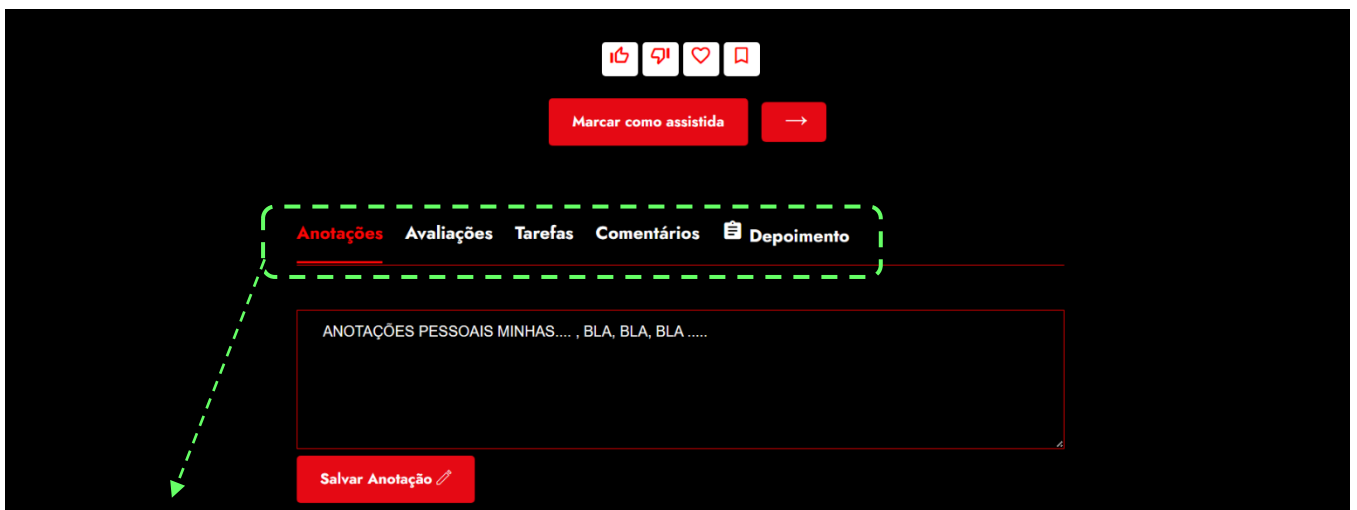 Marcar como assistida →
Anotações Avaliações Tarefas Comentários Depoimento
ANOTAÇÕES PESSOAIS MINHAS.... , BLA, BLA, BLA .....
Salvar Anotação